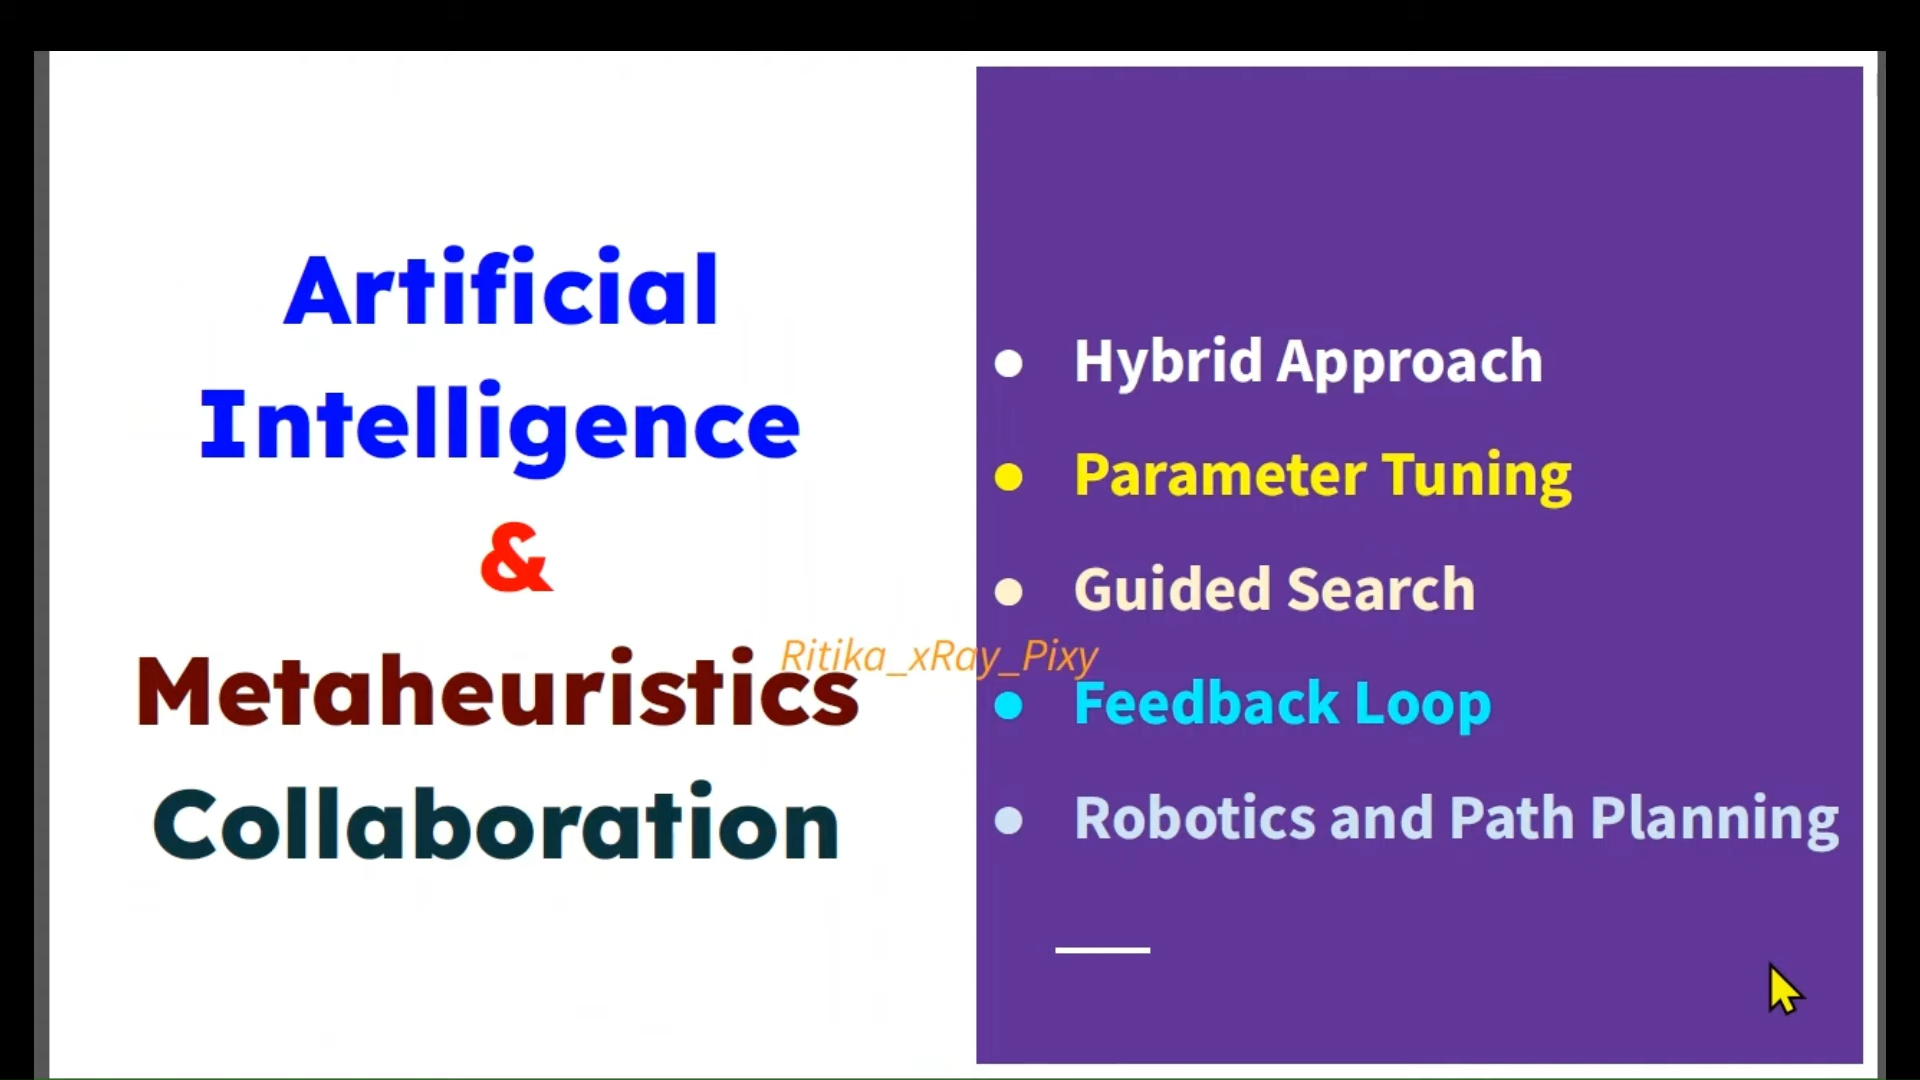 Artificial
Intelligence
&
Metaheuristics
Collaboration
Ritika_xRay_Pixy
Hybrid Approach
Parameter Tuning
Guided Search
Feedback Loop
Robotics and Path Planning